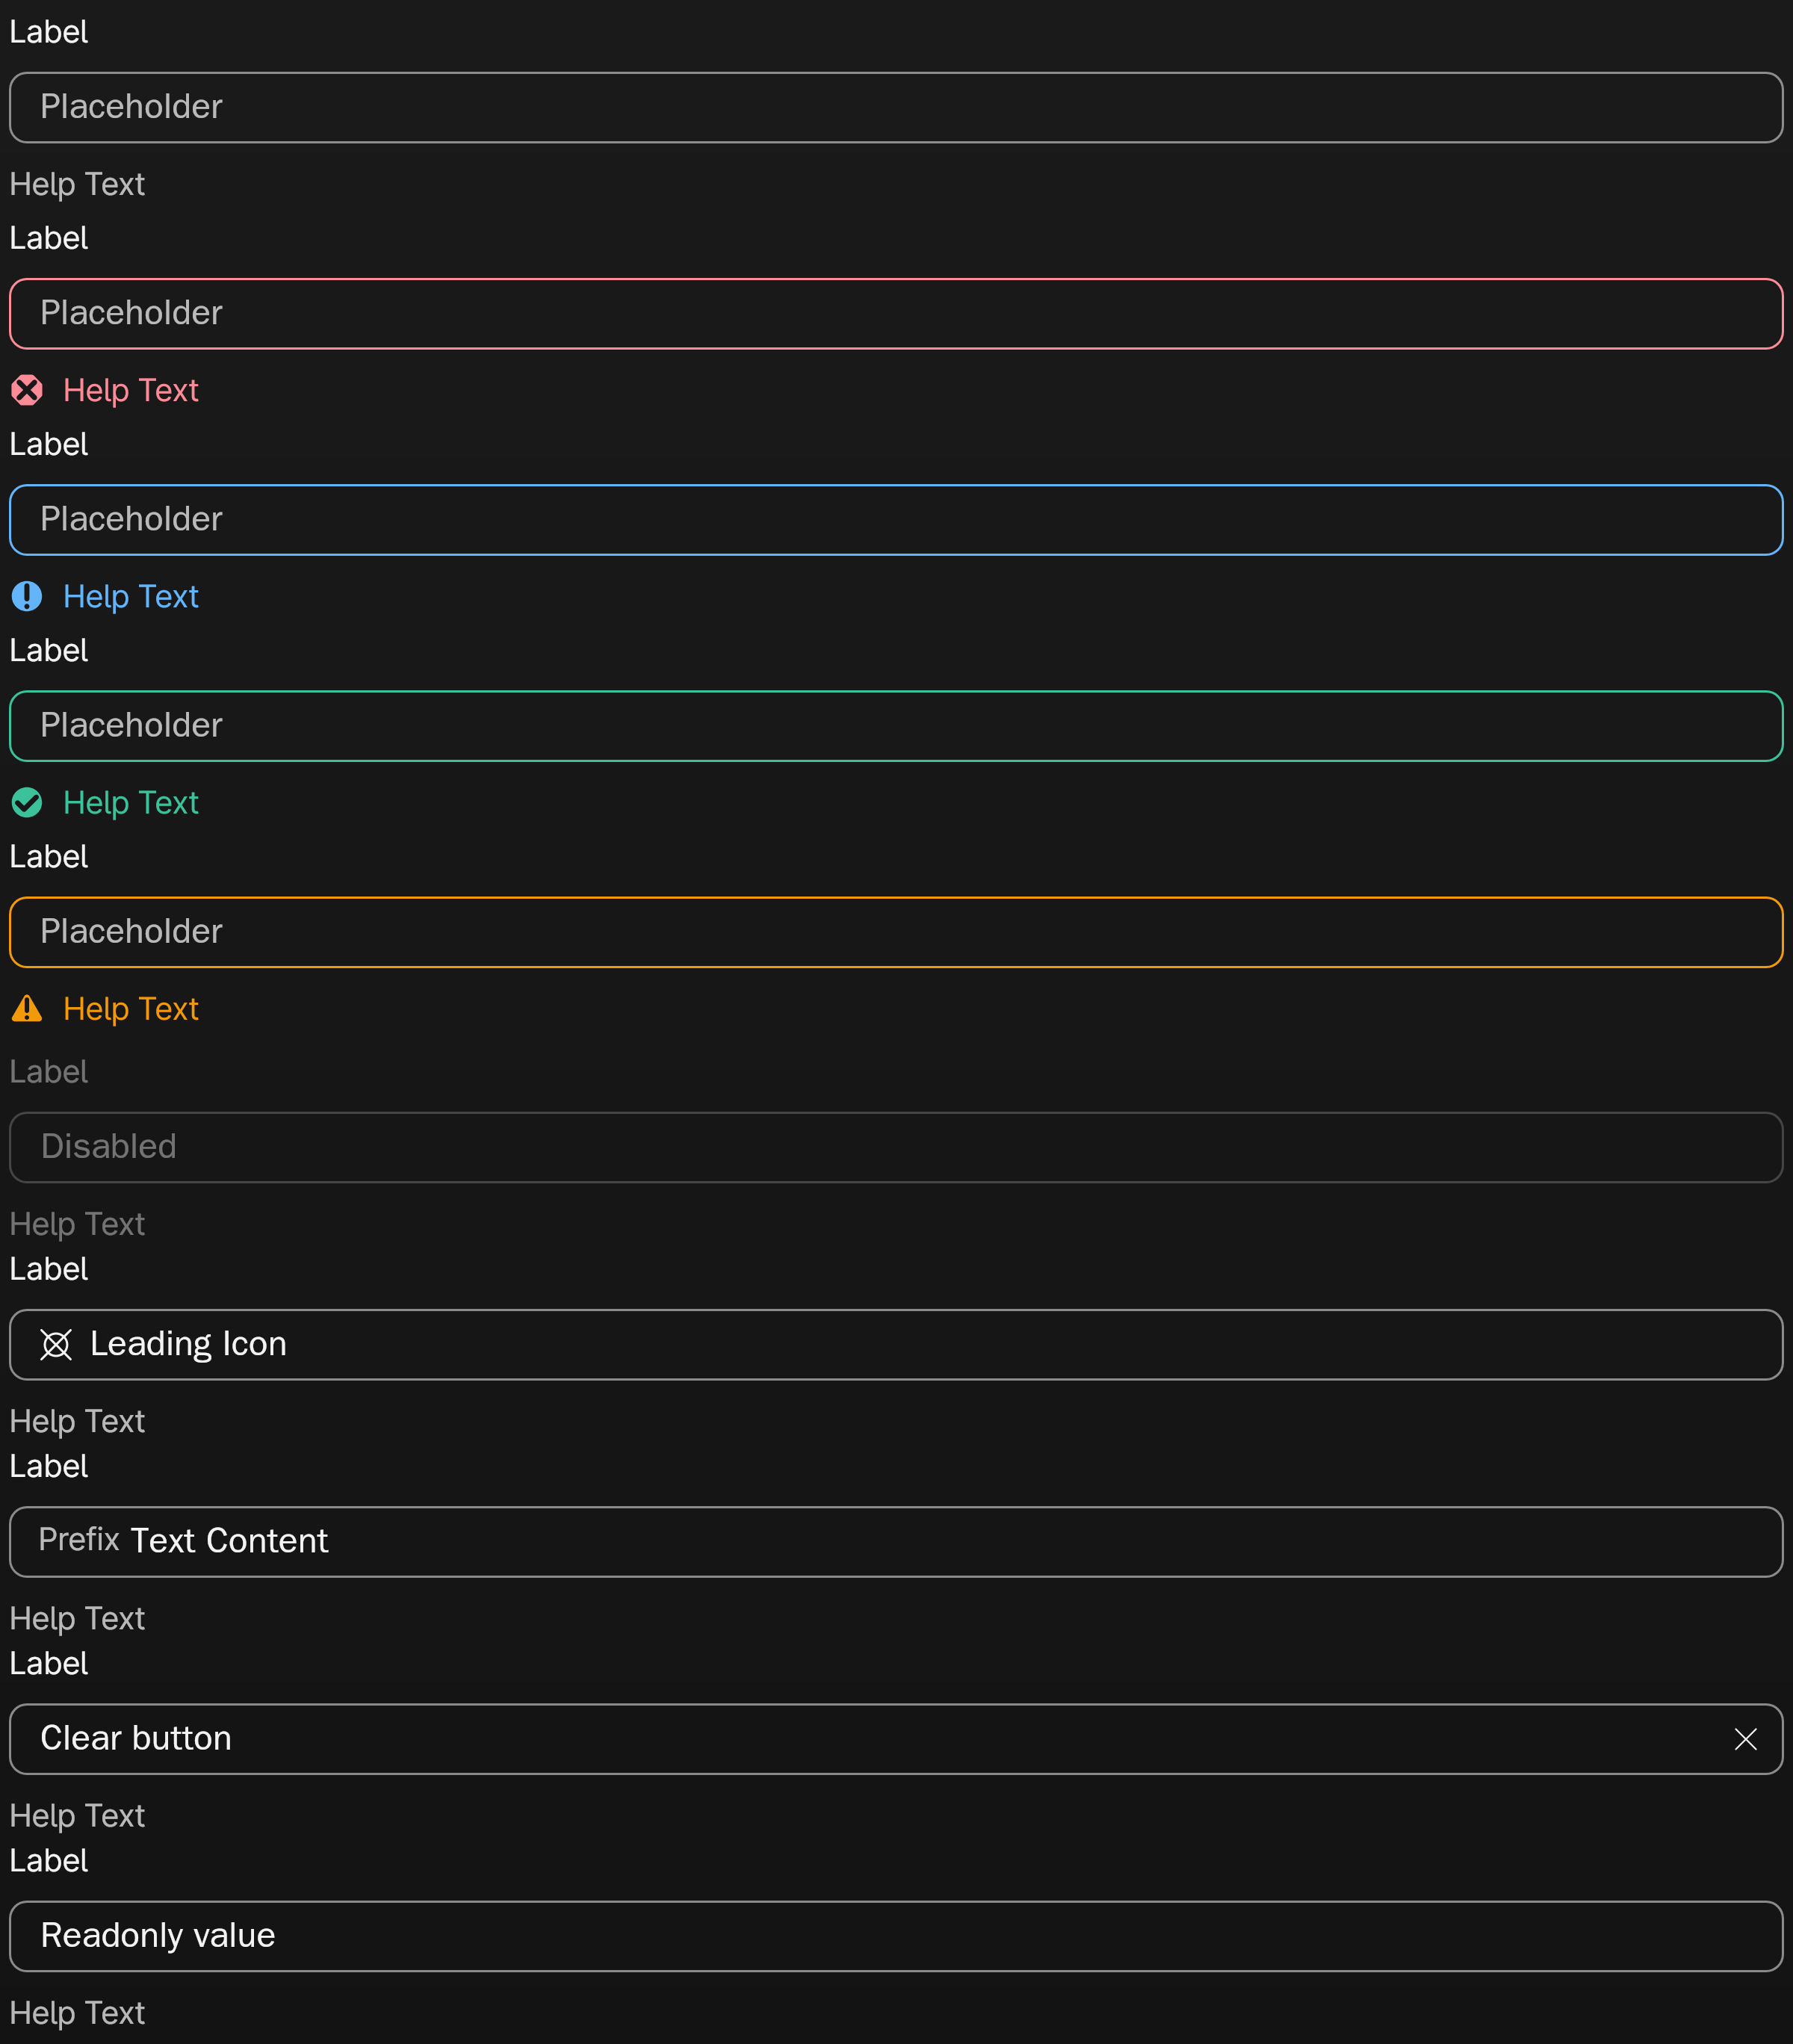 Label
Placeholder
Help Text
Label
Placeholder
Help Text
Label
Placeholder
Help Text
Label
Placeholder
Help Text
Label
Placeholder
Help Text
Label
Disabled
Help Text
Label
Leading Icon
Help Text
Label
Prefix Text Content
Help Text
Label
Clear button
Help Text
Label
Readonly value
Help Text